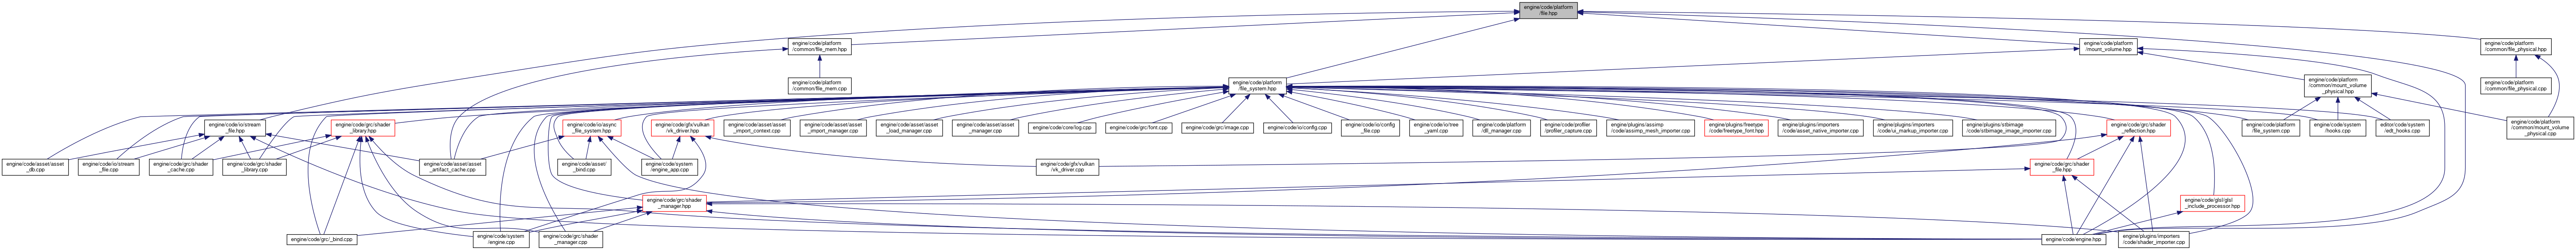 engine/code/platform
/file.hpp
engine/code/platform
/common/file_mem.hpp
engine/code/platform
/mount_volume.hpp
engine/code/platform
/common/file_physical.hpp
engine/code/platform
/common/file_mem.cpp
engine/code/platform
/file_system.hpp
engine/code/platform
/common/mount_volume
_physical.hpp
engine/code/platform
/common/file_physical.cpp
engine/code/io/stream
_file.hpp
engine/code/grc/shader
_library.hpp
engine/code/io/async
_file_system.hpp
engine/code/gfx/vulkan
/vk_driver.hpp
engine/code/asset/asset
_import_context.cpp
engine/code/asset/asset
_import_manager.cpp
engine/code/asset/asset
_load_manager.cpp
engine/code/asset/asset
_manager.cpp
engine/code/core/log.cpp
engine/code/grc/font.cpp
engine/code/grc/image.cpp
engine/code/io/config.cpp
engine/code/io/config
_file.cpp
engine/code/io/tree
_yaml.cpp
engine/code/platform
/dll_manager.cpp
engine/code/profiler
/profiler_capture.cpp
engine/plugins/assimp
/code/assimp_mesh_importer.cpp
engine/plugins/freetype
/code/freetype_font.hpp
engine/plugins/importers
/code/asset_native_importer.cpp
engine/plugins/importers
/code/ui_markup_importer.cpp
engine/plugins/stbimage
/code/stbimage_image_importer.cpp
engine/code/grc/shader
_reflection.hpp
engine/code/platform
/file_system.cpp
engine/code/system
/hooks.cpp
engine/code/system
/edt_hooks.cpp
engine/code/platform
/common/mount_volume
_physical.cpp
engine/code/asset/asset
_db.cpp
engine/code/io/stream
_file.cpp
engine/code/grc/shader
_cache.cpp
engine/code/grc/shader
_library.cpp
engine/code/asset/asset
_artifact_cache.cpp
engine/code/asset/
_bind.cpp
engine/code/system
/engine_app.cpp
engine/code/gfx/vulkan
/vk_driver.cpp
engine/code/grc/shader
_file.hpp
engine/code/grc/shader
_manager.hpp
engine/code/glsl/glsl
_include_processor.hpp
engine/code/grc/_bind.cpp
engine/code/system
/engine.cpp
engine/code/grc/shader
_manager.cpp
engine/code/engine.hpp
engine/plugins/importers
/code/shader_importer.cpp